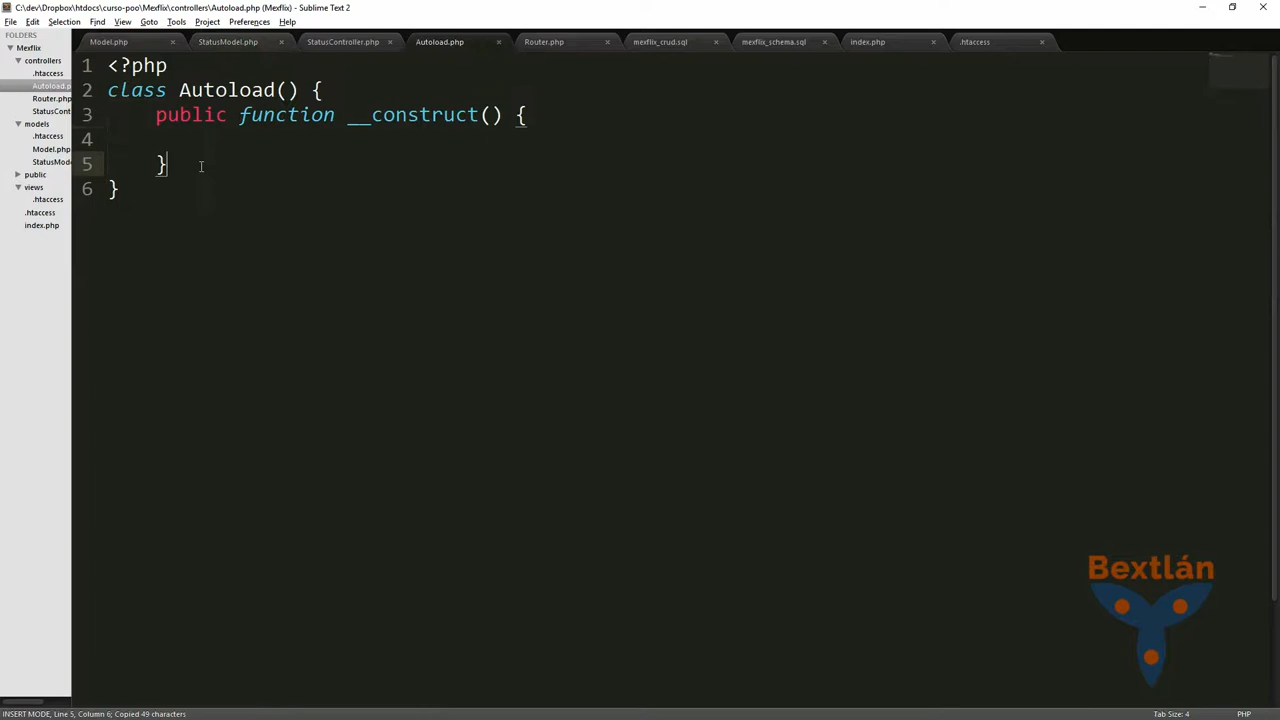 C:\dev\Dropbox\htdocs\curso-poo\Mexflix\controllers\Autoload.php (Mexflix) - Sublime Text 2
File Edit Selection Find View Goto Tools Project Preferences Help
FOLDERS
Mexflix
controllers
.htaccess
Autoload.p
Router.php
StatusCont
models
.htaccess
Model.php
StatusMode
public
views
.htaccess
.htaccess
index.php
Model.php StatusModel.php StatusController.php Autoload.php Router.php mexflix_crud.sql mexflix_schema.sql index.php .htaccess
1 <?php
2 class Autoload() {
3 public function __construct() {
4
5 }
6 }
Bextlán
INSERT MODE, Line 5, Column 6; Copied 49 characters
Tab Size: 4 PHP